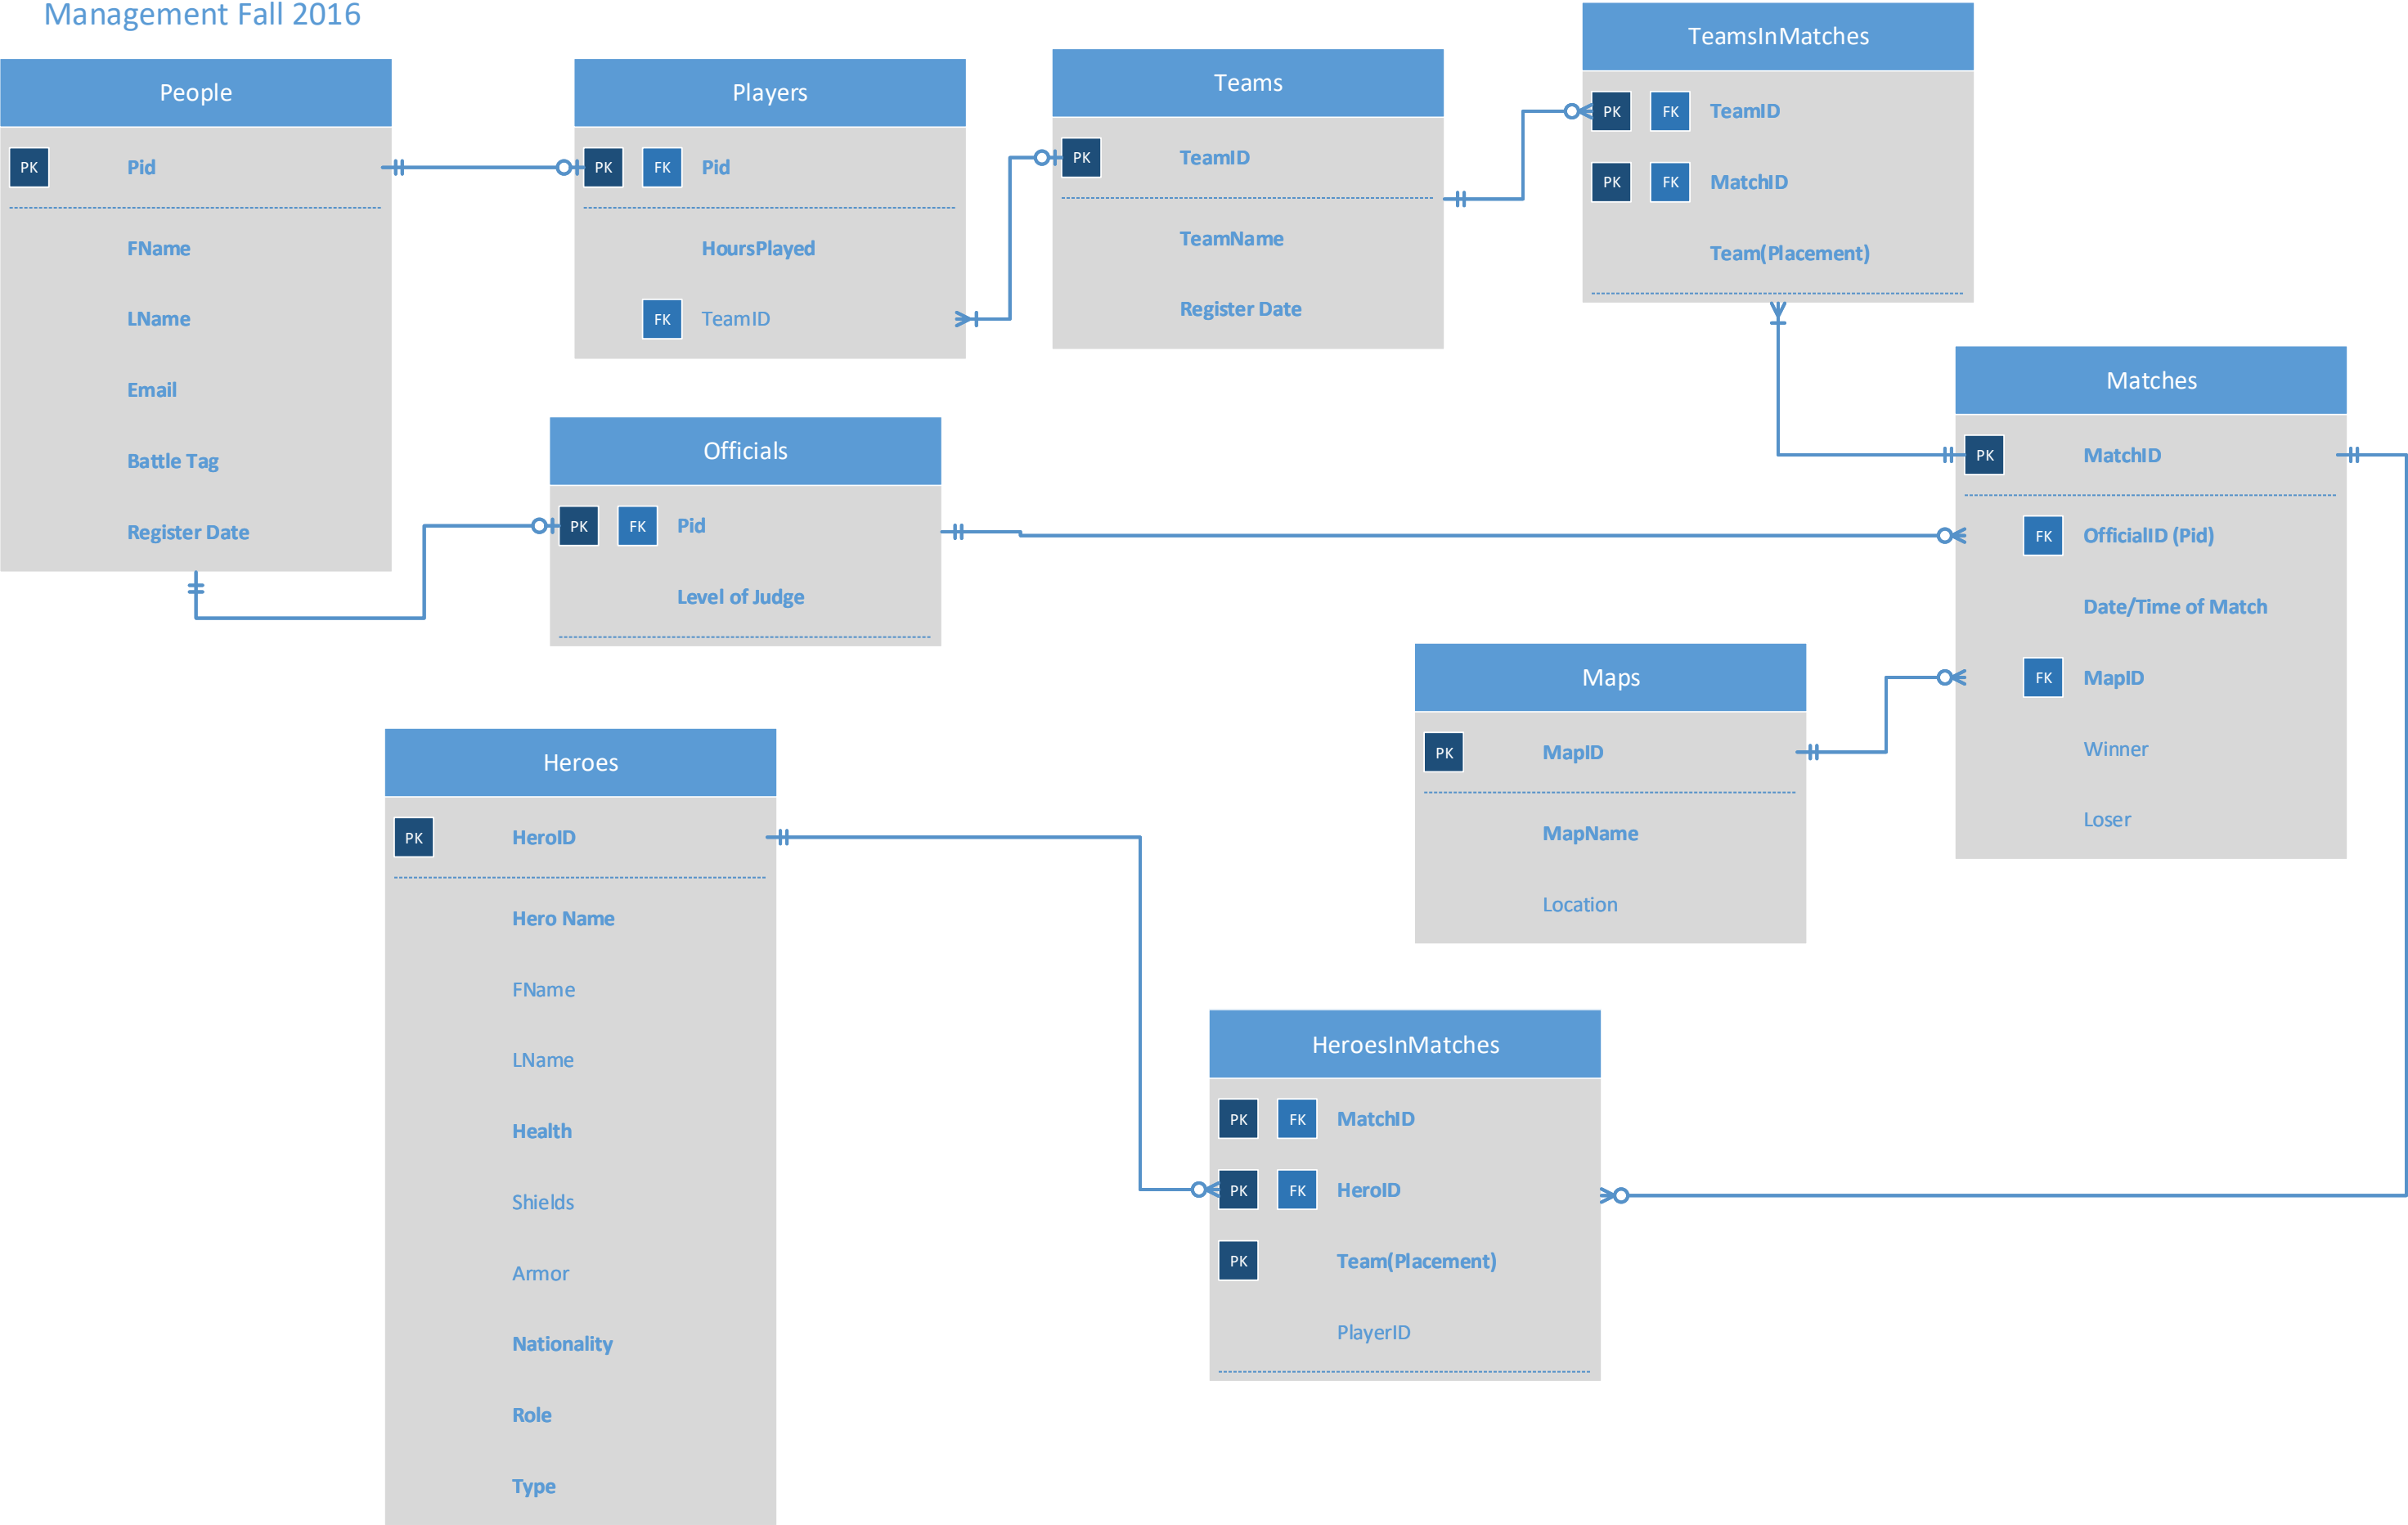 Management Fall 2016
People
PK Pid
FName
LName
Email
Battle Tag
Register Date
Players
PK FK Pid
HoursPlayed
FK TeamID
Teams
PK TeamID
TeamName
Register Date
TeamsInMatches
PK FK TeamID
PK FK MatchID
Team(Placement)
Officials
PK FK Pid
Level of Judge
Matches
PK MatchID
FK OfficialID (Pid)
Date/Time of Match
FK MapID
Winner
Loser
Maps
PK MapID
MapName
Location
Heroes
PK HeroID
Hero Name
FName
LName
Health
Shields
Armor
Nationality
Role
Type
HeroesInMatches
PK FK MatchID
PK FK HeroID
PK Team(Placement)
PlayerID